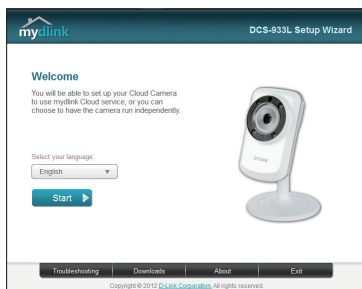 mydlink
DCS-933L Setup Wizard
Welcome
You will be able to set up your Cloud Camera
to use mydlink Cloud service, or you can
choose to have the camera run independently.
Select your language:
English
Start
D-Link
Troubleshooting Downloads About Exit
Copyright © 2012 D-Link Corporation. All rights reserved.